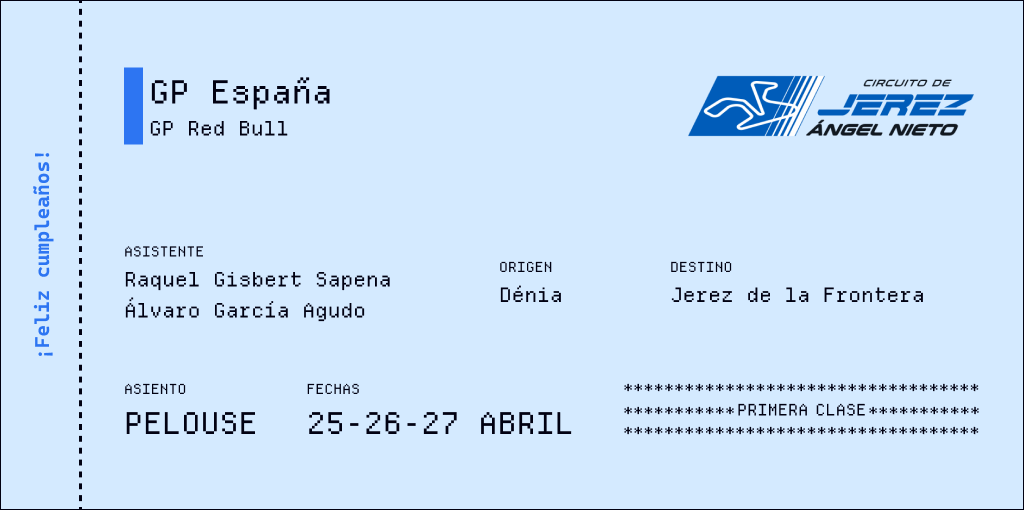 ¡Feliz cumpleaños!
GP España
GP Red Bull
CIRCUITO DE
JEREZ
ÁNGEL NIETO
ASISTENTE
Raquel Gisbert Sapena
Álvaro García Agudo
ORIGEN
Dénia
DESTINO
Jerez de la Frontera
ASIENTO
PELOUSE
FECHAS
25-26-27 ABRIL
***********************************
***********PRIMERA CLASE***********
***********************************